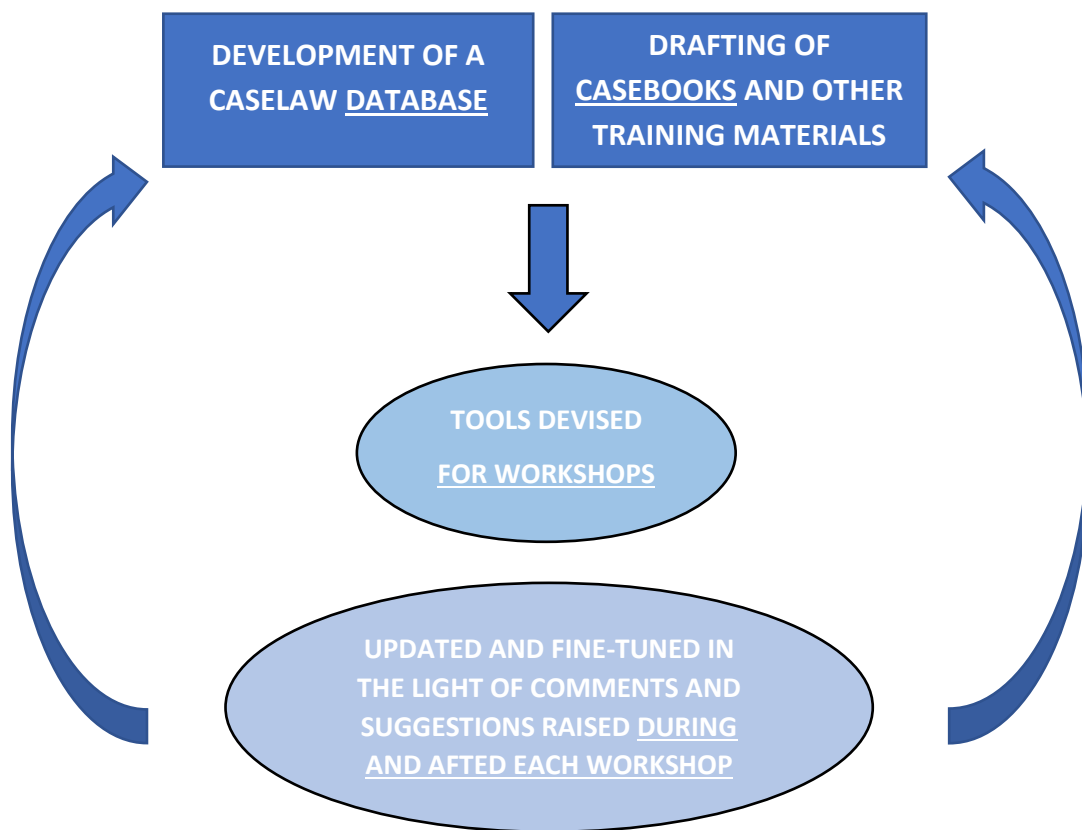 DEVELOPMENT OF A
CASELAW DATABASE
DRAFTING OF
CASEBOOKS AND OTHER
TRAINING MATERIALS
TOOLS DEVISED
FOR WORKSHOPS
UPDATED AND FINE-TUNED IN
THE LIGHT OF COMMENTS AND
SUGGESTIONS RAISED DURING
AND AFTED EACH WORKSHOP